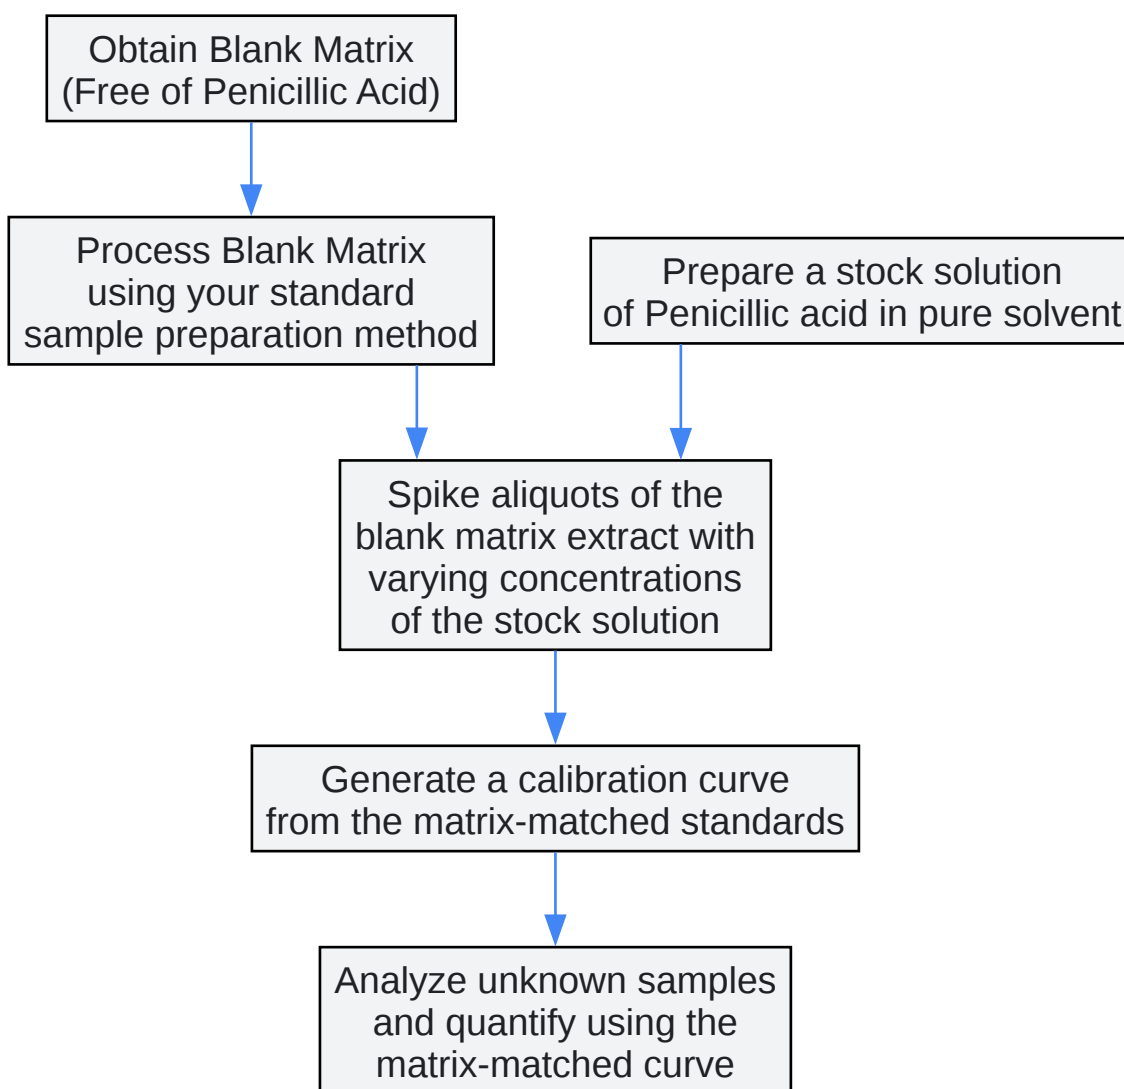 Obtain Blank Matrix
(Free of Penicillic Acid)
Process Blank Matrix
using your standard
sample preparation method
Prepare a stock solution
of Penicillic acid in pure solvent
Spike aliquots of the
blank matrix extract with
varying concentrations
of the stock solution
Generate a calibration curve
from the matrix-matched standards
Analyze unknown samples
and quantify using the
matrix-matched curve